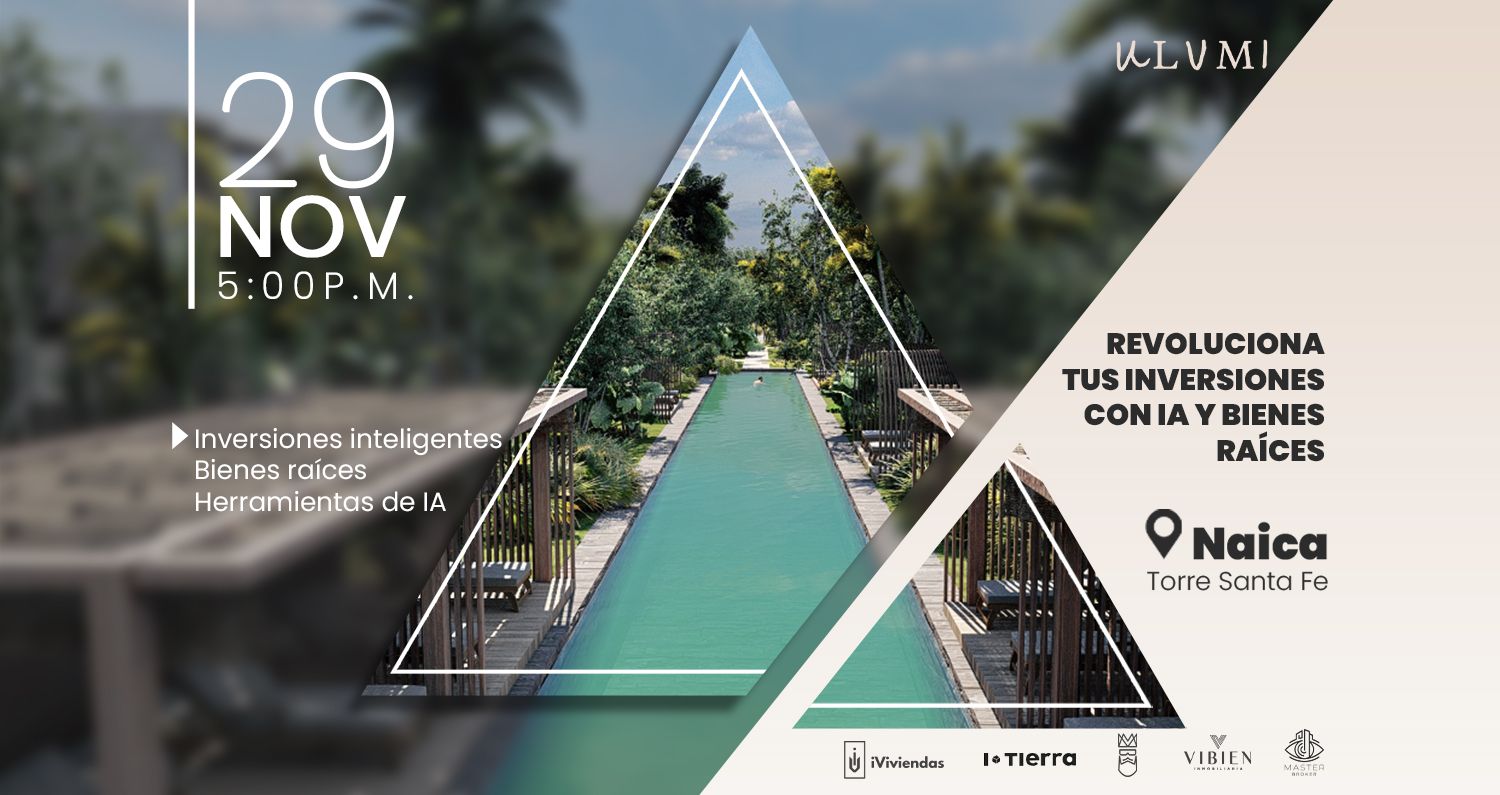 29
NOV
5:00P.M.
Inversiones inteligentes
Bienes raíces
Herramientas de IA
ULUMI
REVOLUCIONA
TUS INVERSIONES
CON IA Y BIENES
RAÍCES
Naica
Torre Santa Fe
iViviendas
I TIERRA
VIBIEN
INMOBILIARIA
MASTER
BROKER